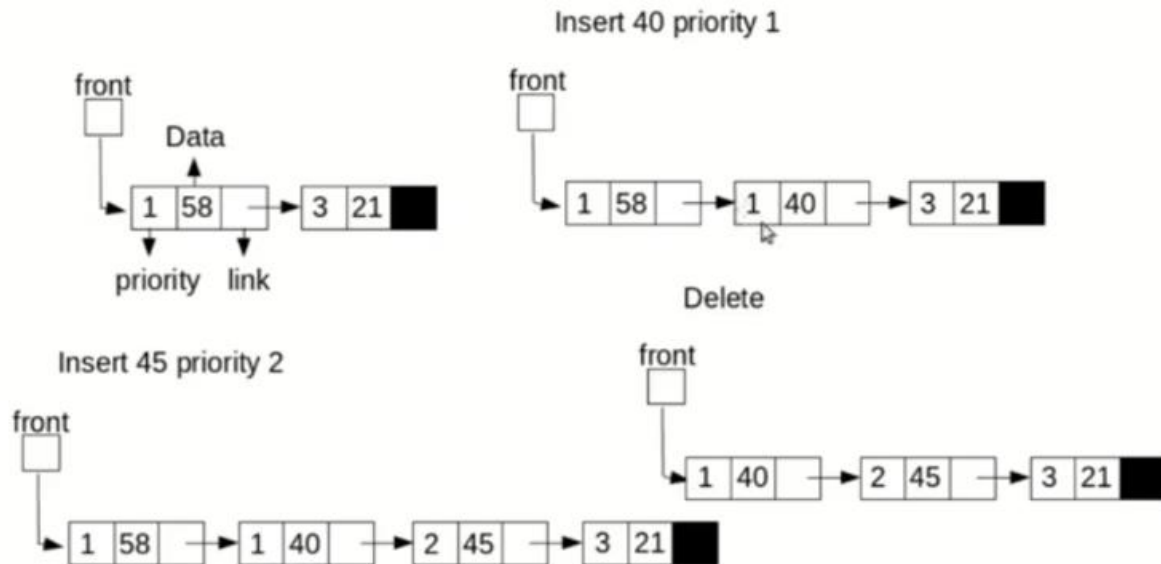 Insert 40 priority 1
front
Data
1 58 3 21
priority link
front
1 58 1 40 3 21
Insert 45 priority 2
front
1 58 1 40 2 45 3 21
Delete
front
1 40 2 45 3 21